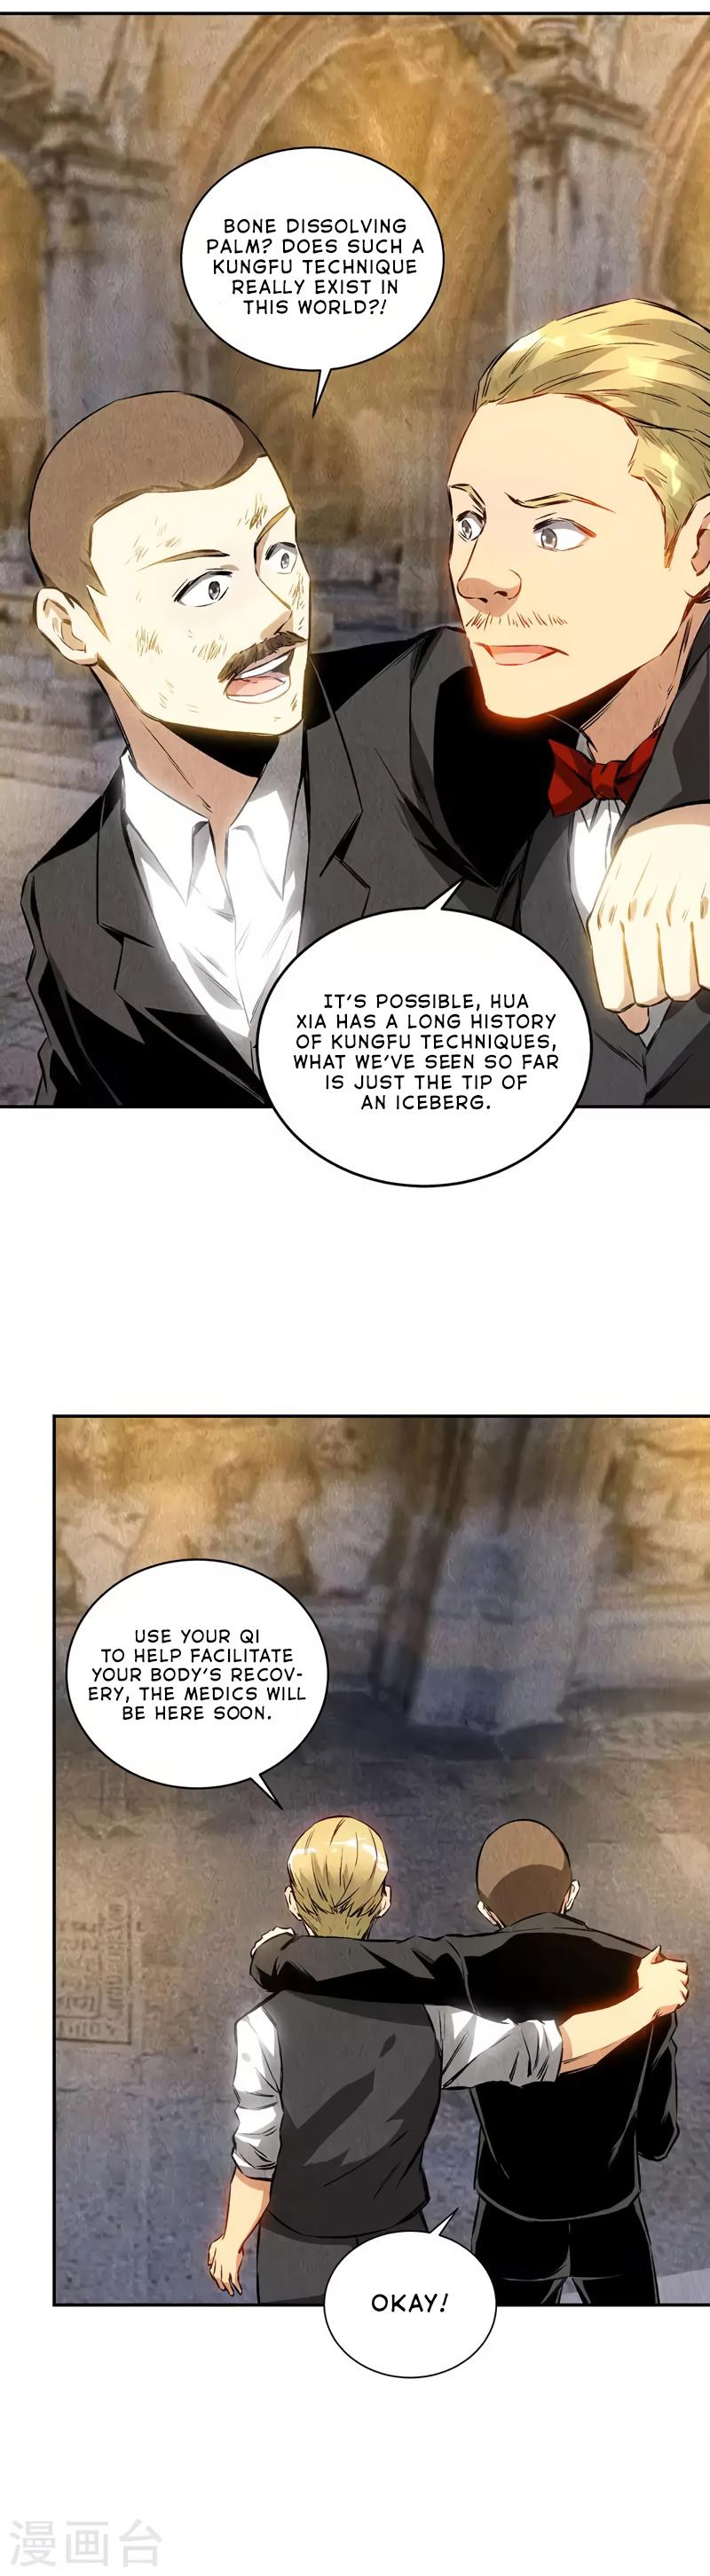 BONE DISSOLVING
PALM? DOES SUCH A
KUNGFU TECHNIQUE
REALLY EXIST IN
THIS WORLD?!
IT'S POSSIBLE, HUA
XIA HAS A LONG HISTORY
OF KUNGFU TECHNIQUES,
WHAT WE'VE SEEN SO FAR
IS JUST THE TIP OF
AN ICEBERG.
USE YOUR QI
TO HELP FACILITATE
YOUR BODY'S RECOV-
ERY, THE MEDICS WILL
BE HERE SOON.
OKAY!
漫画台